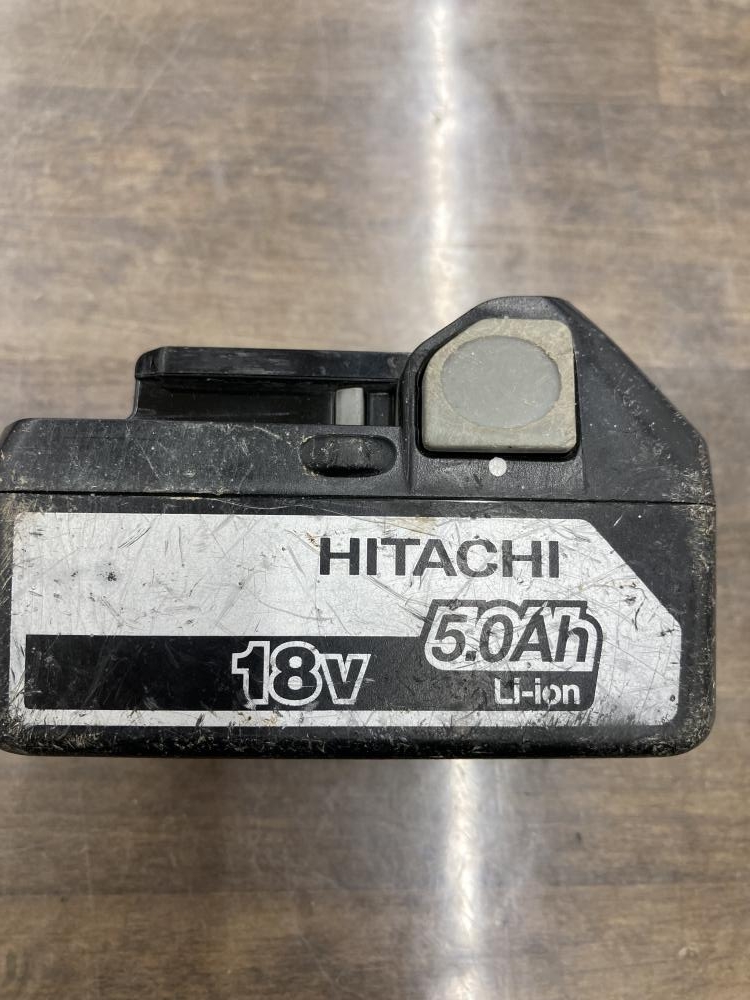 HITACHI
5.0Ah
18V
Li-ion